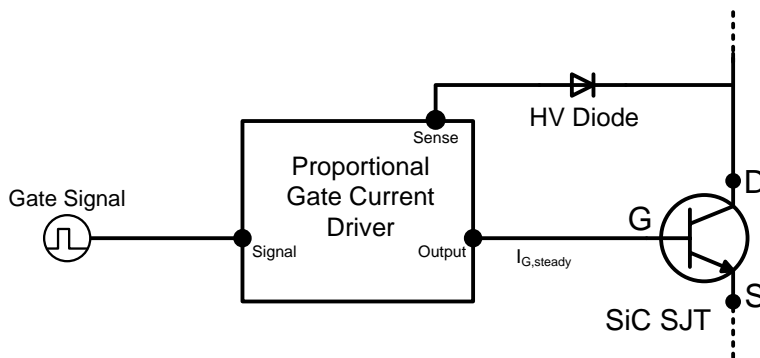 Sense
HV Diode
Proportional
Gate Current
Driver
Gate Signal
Signal
Output
I_G,steady
G
D
S
SiC SJT